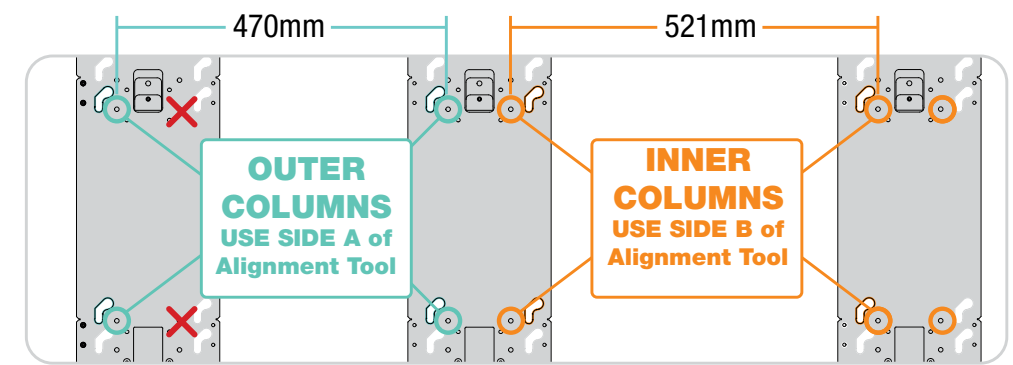 470mm
521mm
OUTER
COLUMNS
USE SIDE A of
Alignment Tool
INNER
COLUMNS
USE SIDE B of
Alignment Tool